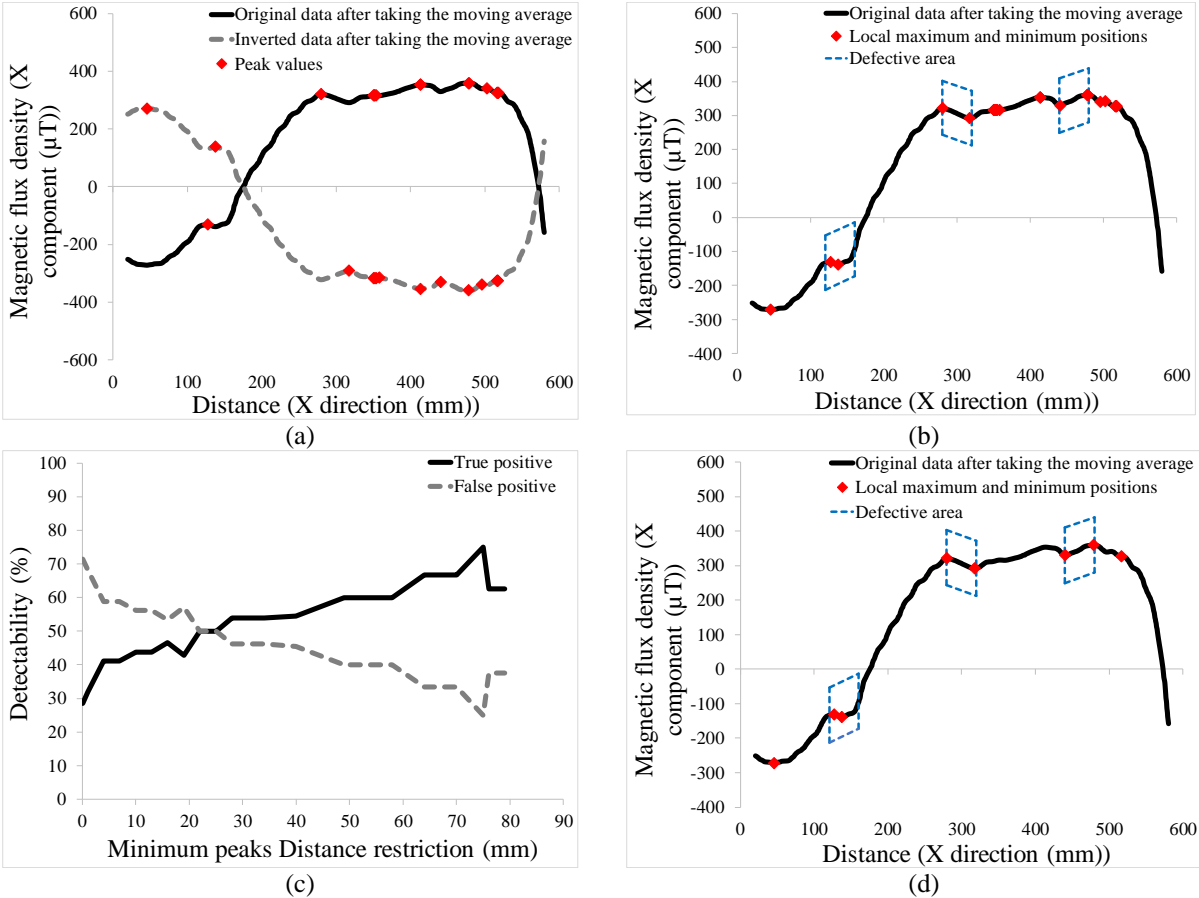 Original data after taking the moving average
Inverted data after taking the moving average
Peak values
Magnetic flux density (X
component (µT))
600
400
200
0
-200
-400
-600
0 100 200 300 400 500 600
Distance (X direction (mm))
(a)
Original data after taking the moving average
Local maximum and minimum positions
Defective area
Magnetic flux density (X
component (µT))
600
500
400
300
200
100
0
-100
-200
-300
-400
0 100 200 300 400 500 600
Distance (X direction (mm))
(b)
True positive
False positive
Detectability (%)
100
90
80
70
60
50
40
30
20
10
0
0 10 20 30 40 50 60 70 80 90
Minimum peaks Distance restriction (mm)
(c)
Original data after taking the moving average
Local maximum and minimum positions
Defective area
Magnetic flux density (X
component (µT))
600
500
400
300
200
100
0
-100
-200
-300
-400
0 100 200 300 400 500 600
Distance (X direction (mm))
(d)